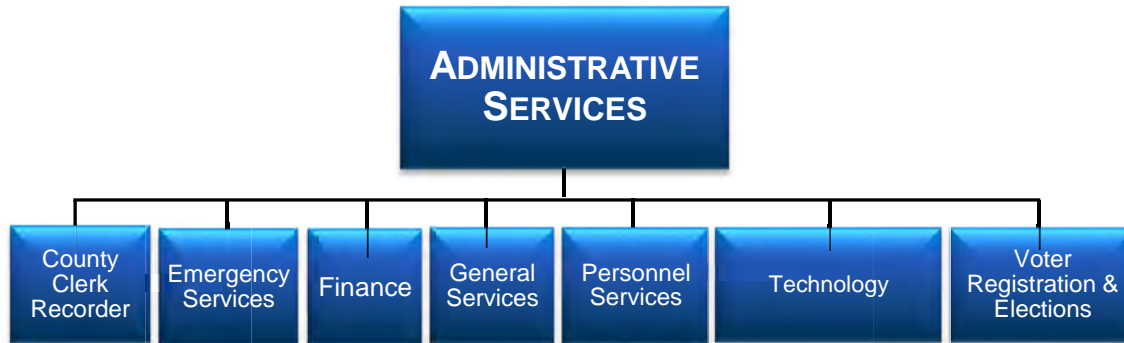 ADMINISTRATIVE
SERVICES
County
Clerk
Recorder
Emergency
Services
Finance
General
Services
Personnel
Services
Technology
Voter
Registration &
Elections